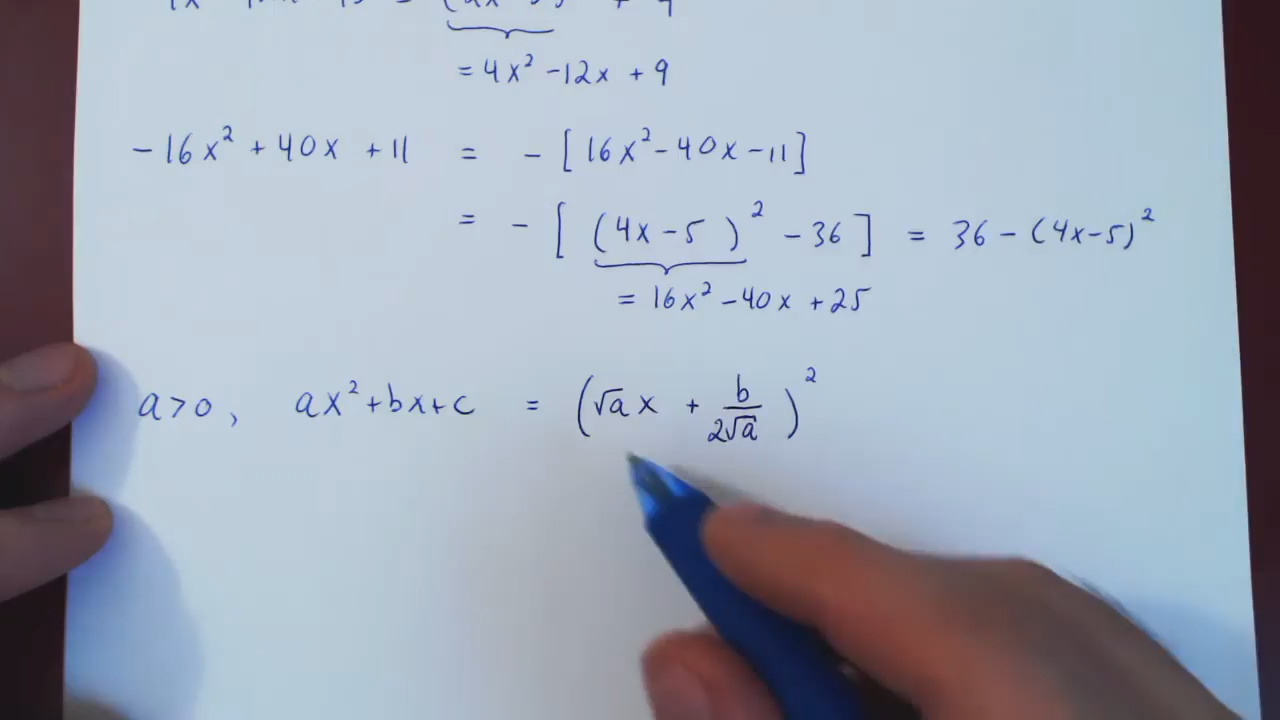 = 4x² - 12x + 9
-16x² + 40x + 11 = - [ 16x² - 40x - 11 ]
= - [ (4x - 5)² - 36 ] = 36 - (4x - 5)²
= 16x² - 40x + 25
a > 0, ax² + bx + c = (√a x + b/2√a)²